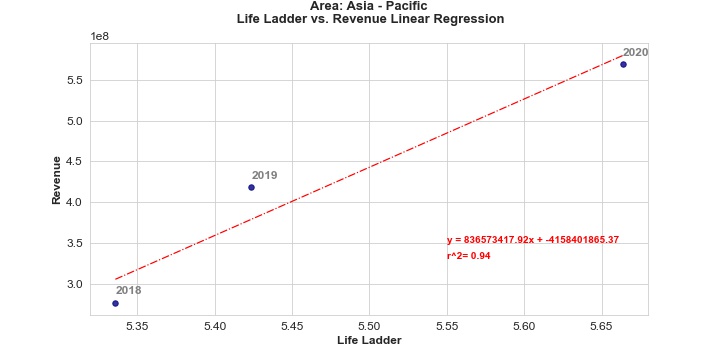 Area: Asia - Pacific
Life Ladder vs. Revenue Linear Regression
1e8
2020
5.5
5.0
4.5
2019
4.0
3.5
y = 836573417.92x + -4158401865.37
r^2= 0.94
3.0
2018
Revenue
5.35 5.40 5.45 5.50 5.55 5.60 5.65
Life Ladder